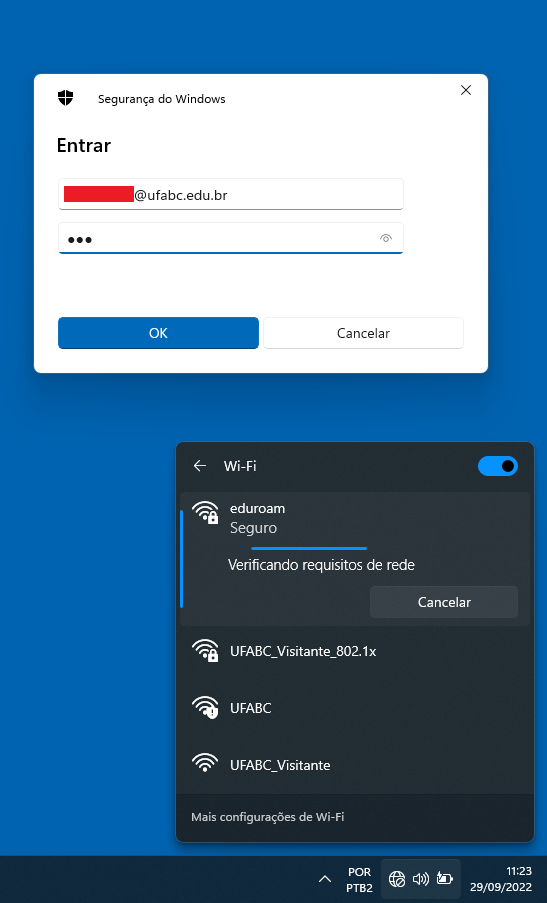 Segurança do Windows
Entrar
@ufabc.edu.br
●●●
OK
Cancelar
Wi-Fi
eduroam
Seguro
Verificando requisitos de rede
Cancelar
UFABC_Visitante_802.1x
UFABC
UFABC_Visitante
Mais configurações de Wi-Fi
POR
PTB2
11:23
29/09/2022